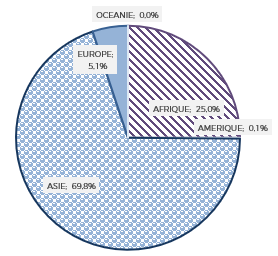 OCEANIE; 0,0%
EUROPE;
5,1%
AFRIQUE; 25,0%
AMERIQUE; 0,1%
ASIE; 69,8%